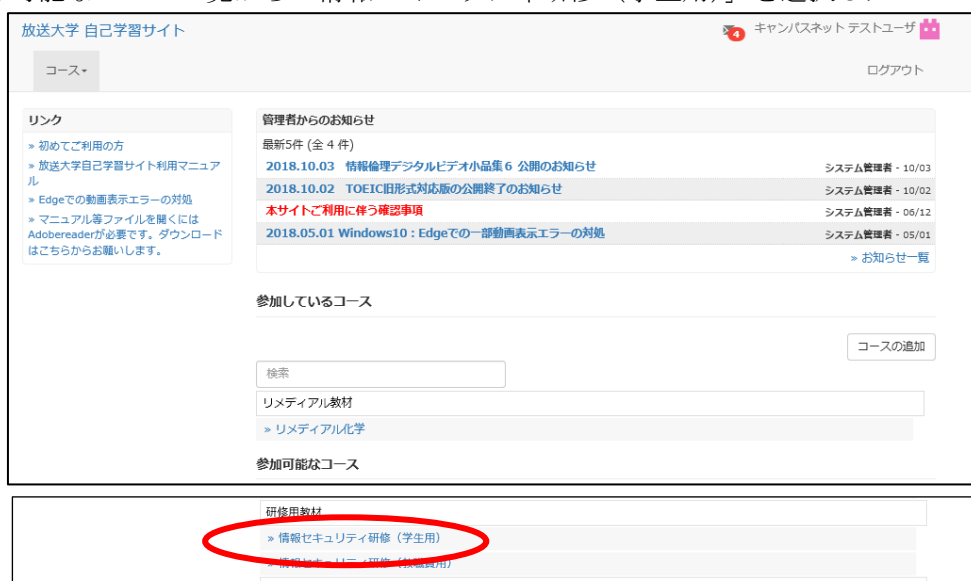 放送大学 自己学習サイト
4 キャンパスネット テストユーザ
コース
ログアウト
リンク
» 初めてご利用の方
» 放送大学自己学習サイト利用マニュア
ル
» Edgeでの動画表示エラーの対処
» マニュアル等ファイルを開くには
Adobereaderが必要です。ダウンロード
はこちらからお願いします。
管理者からのお知らせ
最新5件 (全 4 件)
2018.10.03 情報倫理デジタルビデオ小品集６ 公開のお知らせ システム管理者 - 10/03
2018.10.02 TOEIC旧形式対応版の公開終了のお知らせ システム管理者 - 10/02
本サイトご利用に伴う確認事項 システム管理者 - 06/12
2018.05.01 Windows10：Edgeでの一部動画表示エラーの対処 システム管理者 - 05/01
» お知らせ一覧
参加しているコース
コースの追加
検索
リメディアル教材
» リメディアル化学
参加可能なコース
研修用教材
» 情報セキュリティ研修（学生用）
» 情報セキュリティ研修（教職員用）